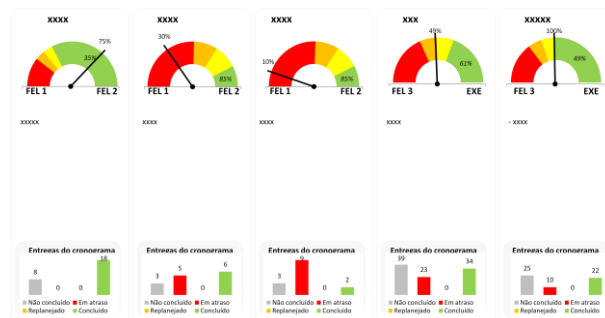 xxxx
75%
35%
FEL 1 FEL 2
xxxxx
Entregas do cronograma
8 0 0 18
Não concluído Em atraso
Replanejado Concluído
xxxx
30%
85%
FEL 1 FEL 2
xxxx
Entregas do cronograma
3 5 0 6
Não concluído Em atraso
Replanejado Concluído
xxxx
10%
85%
FEL 1 FEL 2
xxxx
Entregas do cronograma
3 9 0 2
Não concluído Em atraso
Replanejado Concluído
xxx
49%
61%
FEL 3 EXE
xxxx
Entregas do cronograma
39 23 0 34
Não concluído Em atraso
Replanejado Concluído
xxxxx
100%
49%
FEL 3 EXE
- xxxx
Entregas do cronograma
25 10 0 22
Não concluído Em atraso
Replanejado Concluído